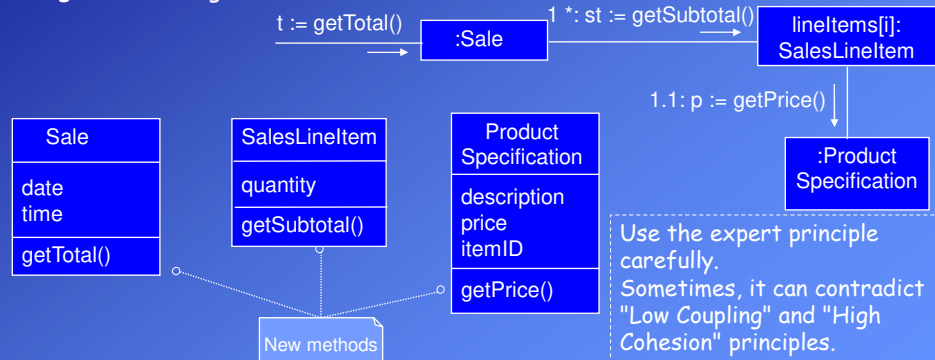 t := getTotal()
:Sale
1 *: st := getSubtotal()
lineItems[i]:
SalesLineItem
1.1: p := getPrice()
:Product
Specification
Sale
date
time
getTotal()
SalesLineItem
quantity
getSubtotal()
Product
Specification
description
price
itemID
getPrice()
New methods
Use the expert principle
carefully.
Sometimes, it can contradict
"Low Coupling" and "High
Cohesion" principles.